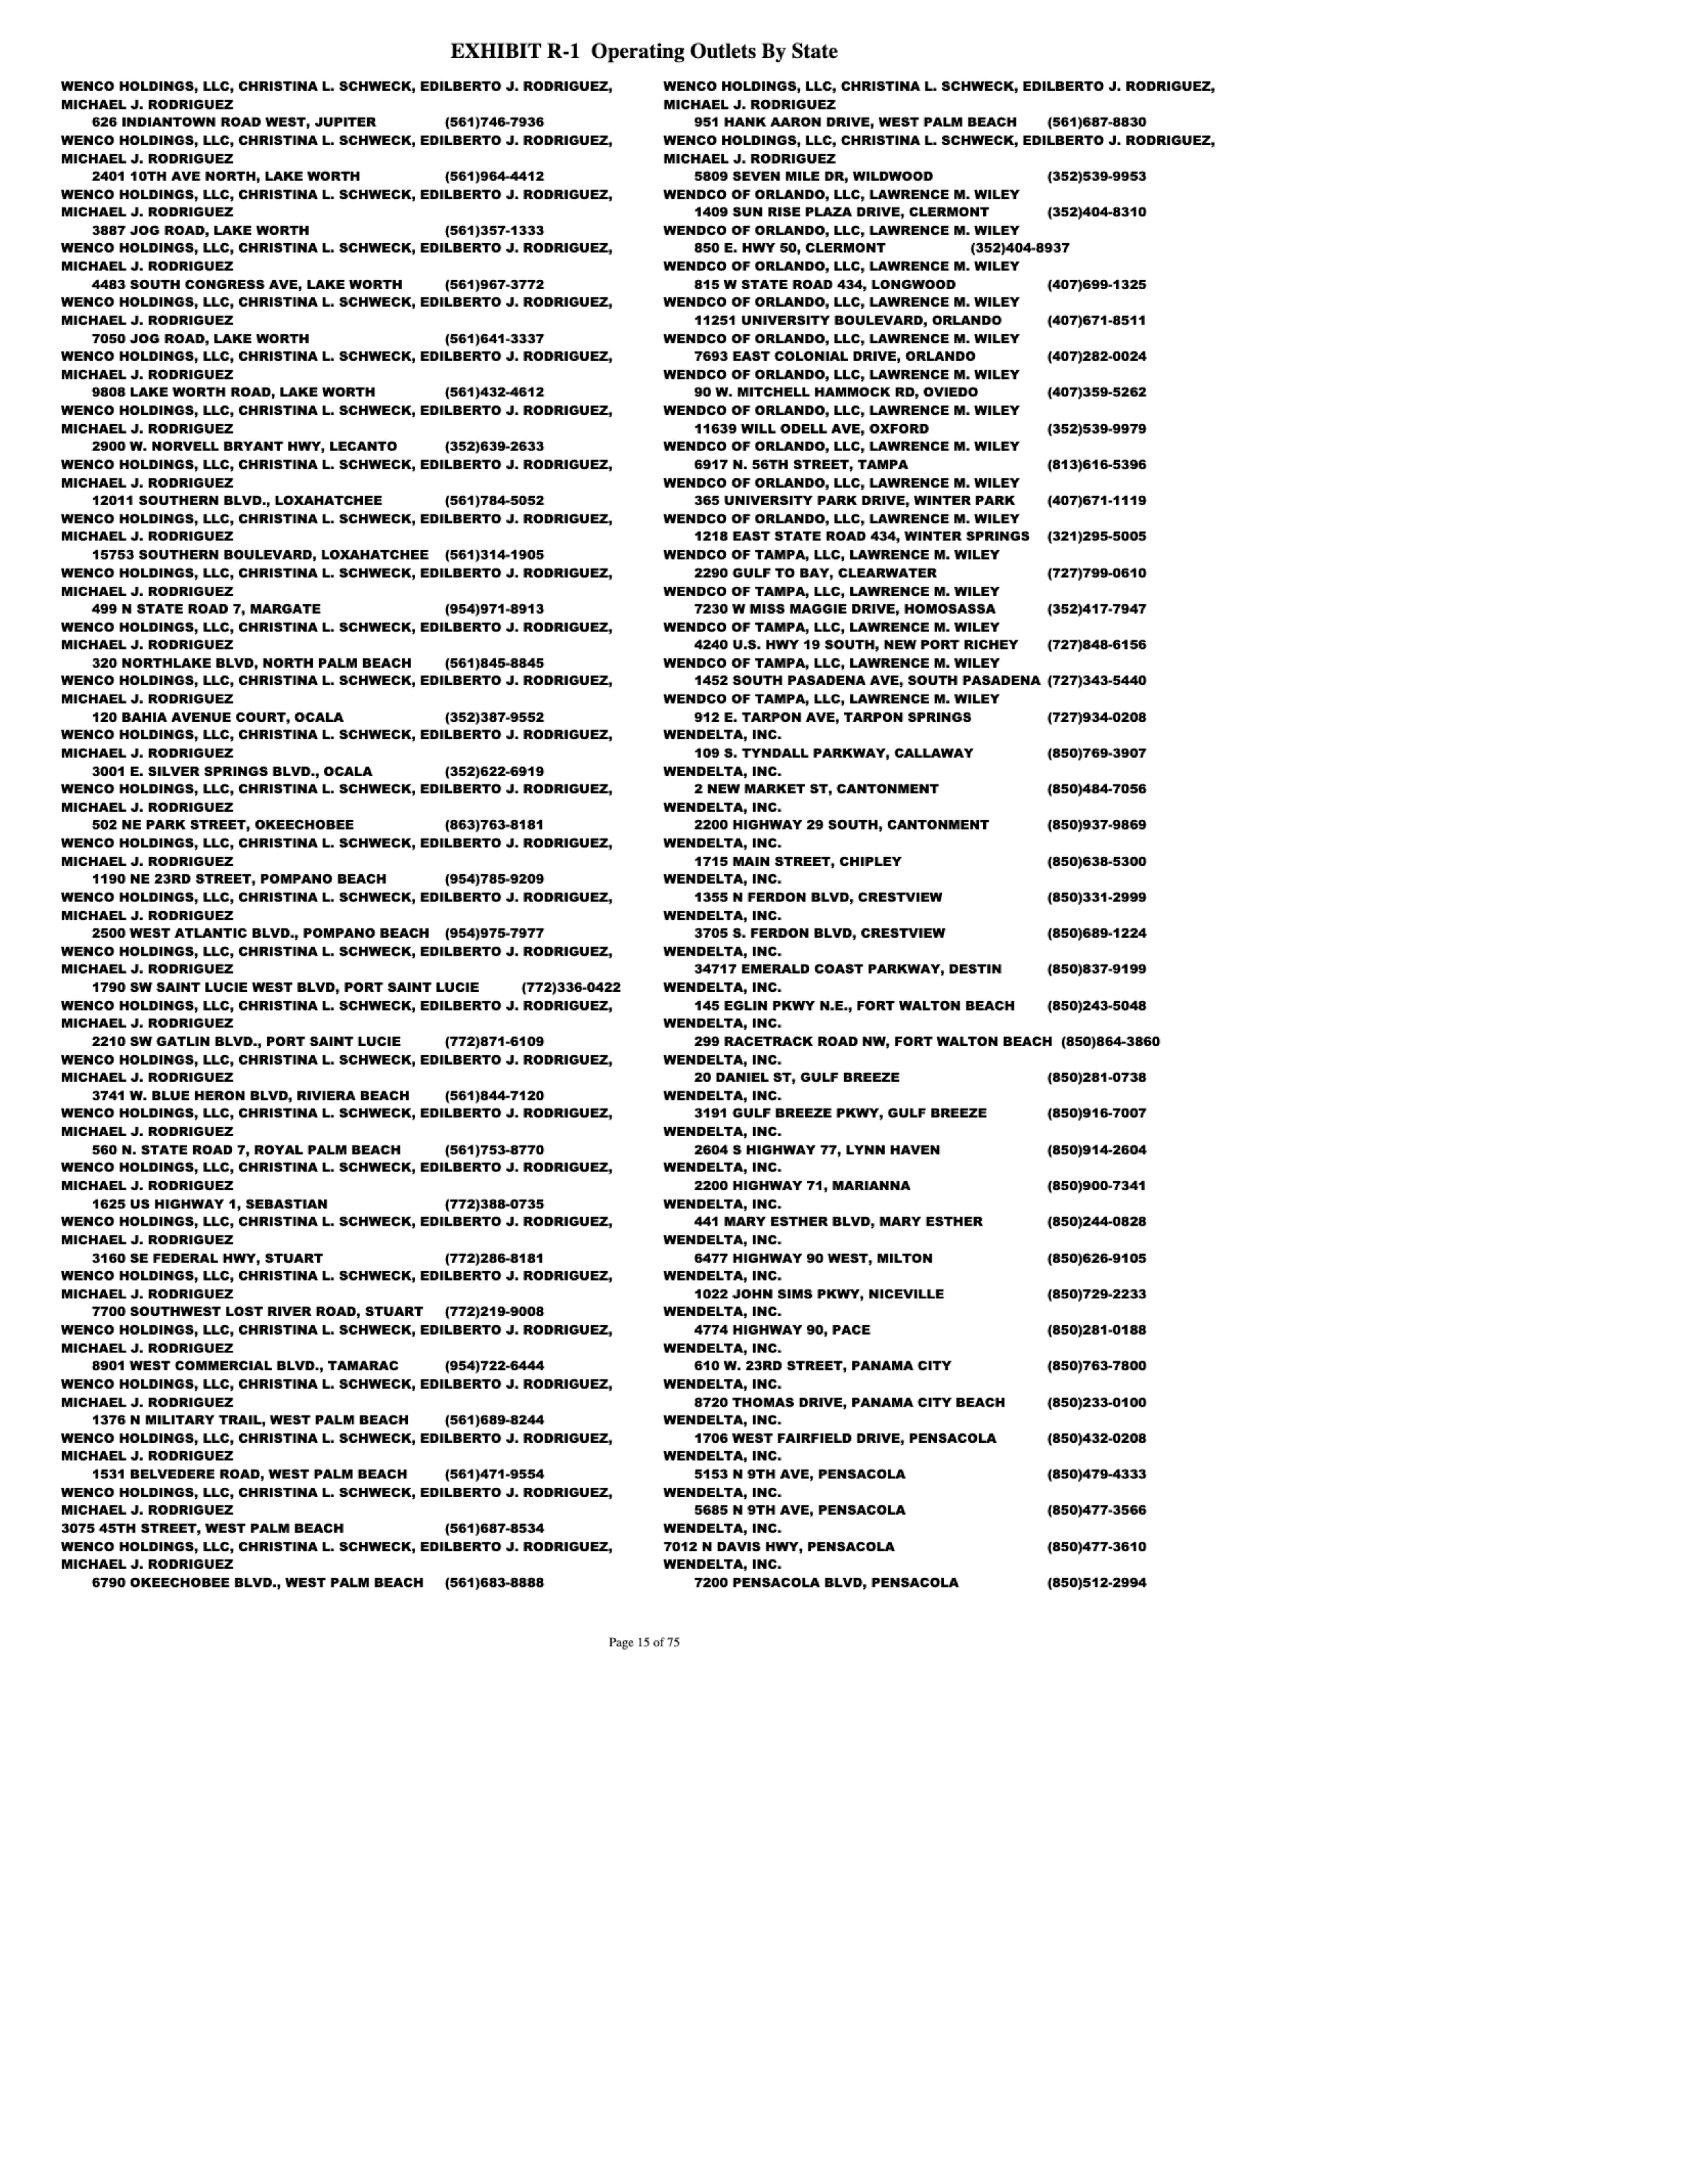 EXHIBIT R-1 Operating Outlets By State
WENCO HOLDINGS, LLC, CHRISTINA L. SCHWECK, EDILBERTO J. RODRIGUEZ,
MICHAEL J. RODRIGUEZ
626 INDIANTOWN ROAD WEST, JUPITER (561)746-7936
WENCO HOLDINGS, LLC, CHRISTINA L. SCHWECK, EDILBERTO J. RODRIGUEZ,
MICHAEL J. RODRIGUEZ
2401 10TH AVE NORTH, LAKE WORTH (561)964-4412
WENCO HOLDINGS, LLC, CHRISTINA L. SCHWECK, EDILBERTO J. RODRIGUEZ,
MICHAEL J. RODRIGUEZ
3887 JOG ROAD, LAKE WORTH (561)357-1333
WENCO HOLDINGS, LLC, CHRISTINA L. SCHWECK, EDILBERTO J. RODRIGUEZ,
MICHAEL J. RODRIGUEZ
4483 SOUTH CONGRESS AVE, LAKE WORTH (561)967-3772
WENCO HOLDINGS, LLC, CHRISTINA L. SCHWECK, EDILBERTO J. RODRIGUEZ,
MICHAEL J. RODRIGUEZ
7050 JOG ROAD, LAKE WORTH (561)641-3337
WENCO HOLDINGS, LLC, CHRISTINA L. SCHWECK, EDILBERTO J. RODRIGUEZ,
MICHAEL J. RODRIGUEZ
9808 LAKE WORTH ROAD, LAKE WORTH (561)432-4612
WENCO HOLDINGS, LLC, CHRISTINA L. SCHWECK, EDILBERTO J. RODRIGUEZ,
MICHAEL J. RODRIGUEZ
2900 W. NORVELL BRYANT HWY, LECANTO (352)639-2633
WENCO HOLDINGS, LLC, CHRISTINA L. SCHWECK, EDILBERTO J. RODRIGUEZ,
MICHAEL J. RODRIGUEZ
12011 SOUTHERN BLVD., LOXAHATCHEE (561)784-5052
WENCO HOLDINGS, LLC, CHRISTINA L. SCHWECK, EDILBERTO J. RODRIGUEZ,
MICHAEL J. RODRIGUEZ
15753 SOUTHERN BOULEVARD, LOXAHATCHEE (561)314-1905
WENCO HOLDINGS, LLC, CHRISTINA L. SCHWECK, EDILBERTO J. RODRIGUEZ,
MICHAEL J. RODRIGUEZ
499 N STATE ROAD 7, MARGATE (954)971-8913
WENCO HOLDINGS, LLC, CHRISTINA L. SCHWECK, EDILBERTO J. RODRIGUEZ,
MICHAEL J. RODRIGUEZ
320 NORTHLAKE BLVD, NORTH PALM BEACH (561)845-8845
WENCO HOLDINGS, LLC, CHRISTINA L. SCHWECK, EDILBERTO J. RODRIGUEZ,
MICHAEL J. RODRIGUEZ
120 BAHIA AVENUE COURT, OCALA (352)387-9552
WENCO HOLDINGS, LLC, CHRISTINA L. SCHWECK, EDILBERTO J. RODRIGUEZ,
MICHAEL J. RODRIGUEZ
3001 E. SILVER SPRINGS BLVD., OCALA (352)622-6919
WENCO HOLDINGS, LLC, CHRISTINA L. SCHWECK, EDILBERTO J. RODRIGUEZ,
MICHAEL J. RODRIGUEZ
502 NE PARK STREET, OKEECHOBEE (863)763-8181
WENCO HOLDINGS, LLC, CHRISTINA L. SCHWECK, EDILBERTO J. RODRIGUEZ,
MICHAEL J. RODRIGUEZ
1190 NE 23RD STREET, POMPANO BEACH (954)785-9209
WENCO HOLDINGS, LLC, CHRISTINA L. SCHWECK, EDILBERTO J. RODRIGUEZ,
MICHAEL J. RODRIGUEZ
2500 WEST ATLANTIC BLVD., POMPANO BEACH (954)975-7977
WENCO HOLDINGS, LLC, CHRISTINA L. SCHWECK, EDILBERTO J. RODRIGUEZ,
MICHAEL J. RODRIGUEZ
1790 SW SAINT LUCIE WEST BLVD, PORT SAINT LUCIE (772)336-0422
WENCO HOLDINGS, LLC, CHRISTINA L. SCHWECK, EDILBERTO J. RODRIGUEZ,
MICHAEL J. RODRIGUEZ
2210 SW GATLIN BLVD., PORT SAINT LUCIE (772)871-6109
WENCO HOLDINGS, LLC, CHRISTINA L. SCHWECK, EDILBERTO J. RODRIGUEZ,
MICHAEL J. RODRIGUEZ
3741 W. BLUE HERON BLVD, RIVIERA BEACH (561)844-7120
WENCO HOLDINGS, LLC, CHRISTINA L. SCHWECK, EDILBERTO J. RODRIGUEZ,
MICHAEL J. RODRIGUEZ
560 N. STATE ROAD 7, ROYAL PALM BEACH (561)753-8770
WENCO HOLDINGS, LLC, CHRISTINA L. SCHWECK, EDILBERTO J. RODRIGUEZ,
MICHAEL J. RODRIGUEZ
1625 US HIGHWAY 1, SEBASTIAN (772)388-0735
WENCO HOLDINGS, LLC, CHRISTINA L. SCHWECK, EDILBERTO J. RODRIGUEZ,
MICHAEL J. RODRIGUEZ
3160 SE FEDERAL HWY, STUART (772)286-8181
WENCO HOLDINGS, LLC, CHRISTINA L. SCHWECK, EDILBERTO J. RODRIGUEZ,
MICHAEL J. RODRIGUEZ
7700 SOUTHWEST LOST RIVER ROAD, STUART (772)219-9008
WENCO HOLDINGS, LLC, CHRISTINA L. SCHWECK, EDILBERTO J. RODRIGUEZ,
MICHAEL J. RODRIGUEZ
8901 WEST COMMERCIAL BLVD., TAMARAC (954)722-6444
WENCO HOLDINGS, LLC, CHRISTINA L. SCHWECK, EDILBERTO J. RODRIGUEZ,
MICHAEL J. RODRIGUEZ
1376 N MILITARY TRAIL, WEST PALM BEACH (561)689-8244
WENCO HOLDINGS, LLC, CHRISTINA L. SCHWECK, EDILBERTO J. RODRIGUEZ,
MICHAEL J. RODRIGUEZ
1531 BELVEDERE ROAD, WEST PALM BEACH (561)471-9554
WENCO HOLDINGS, LLC, CHRISTINA L. SCHWECK, EDILBERTO J. RODRIGUEZ,
MICHAEL J. RODRIGUEZ
3075 45TH STREET, WEST PALM BEACH (561)687-8534
WENCO HOLDINGS, LLC, CHRISTINA L. SCHWECK, EDILBERTO J. RODRIGUEZ,
MICHAEL J. RODRIGUEZ
6790 OKEECHOBEE BLVD., WEST PALM BEACH (561)683-8888
WENCO HOLDINGS, LLC, CHRISTINA L. SCHWECK, EDILBERTO J. RODRIGUEZ,
MICHAEL J. RODRIGUEZ
951 HANK AARON DRIVE, WEST PALM BEACH (561)687-8830
WENCO HOLDINGS, LLC, CHRISTINA L. SCHWECK, EDILBERTO J. RODRIGUEZ,
MICHAEL J. RODRIGUEZ
5809 SEVEN MILE DR, WILDWOOD (352)539-9953
WENDCO OF ORLANDO, LLC, LAWRENCE M. WILEY
1409 SUN RISE PLAZA DRIVE, CLERMONT (352)404-8310
WENDCO OF ORLANDO, LLC, LAWRENCE M. WILEY
850 E. HWY 50, CLERMONT (352)404-8937
WENDCO OF ORLANDO, LLC, LAWRENCE M. WILEY
815 W STATE ROAD 434, LONGWOOD (407)699-1325
WENDCO OF ORLANDO, LLC, LAWRENCE M. WILEY
11251 UNIVERSITY BOULEVARD, ORLANDO (407)671-8511
WENDCO OF ORLANDO, LLC, LAWRENCE M. WILEY
7693 EAST COLONIAL DRIVE, ORLANDO (407)282-0024
WENDCO OF ORLANDO, LLC, LAWRENCE M. WILEY
90 W. MITCHELL HAMMOCK RD, OVIEDO (407)359-5262
WENDCO OF ORLANDO, LLC, LAWRENCE M. WILEY
11639 WILL ODELL AVE, OXFORD (352)539-9979
WENDCO OF ORLANDO, LLC, LAWRENCE M. WILEY
6917 N. 56TH STREET, TAMPA (813)616-5396
WENDCO OF ORLANDO, LLC, LAWRENCE M. WILEY
365 UNIVERSITY PARK DRIVE, WINTER PARK (407)671-1119
WENDCO OF ORLANDO, LLC, LAWRENCE M. WILEY
1218 EAST STATE ROAD 434, WINTER SPRINGS (321)295-5005
WENDCO OF TAMPA, LLC, LAWRENCE M. WILEY
2290 GULF TO BAY, CLEARWATER (727)799-0610
WENDCO OF TAMPA, LLC, LAWRENCE M. WILEY
7230 W MISS MAGGIE DRIVE, HOMOSASSA (352)417-7947
WENDCO OF TAMPA, LLC, LAWRENCE M. WILEY
4240 U.S. HWY 19 SOUTH, NEW PORT RICHEY (727)848-6156
WENDCO OF TAMPA, LLC, LAWRENCE M. WILEY
1452 SOUTH PASADENA AVE, SOUTH PASADENA (727)343-5440
WENDCO OF TAMPA, LLC, LAWRENCE M. WILEY
912 E. TARPON AVE, TARPON SPRINGS (727)934-0208
WENDELTA, INC.
109 S. TYNDALL PARKWAY, CALLAWAY (850)769-3907
WENDELTA, INC.
2 NEW MARKET ST, CANTONMENT (850)484-7056
WENDELTA, INC.
2200 HIGHWAY 29 SOUTH, CANTONMENT (850)937-9869
WENDELTA, INC.
1715 MAIN STREET, CHIPLEY (850)638-5300
WENDELTA, INC.
1355 N FERDON BLVD, CRESTVIEW (850)331-2999
WENDELTA, INC.
3705 S. FERDON BLVD, CRESTVIEW (850)689-1224
WENDELTA, INC.
34717 EMERALD COAST PARKWAY, DESTIN (850)837-9199
WENDELTA, INC.
145 EGLIN PKWY N.E., FORT WALTON BEACH (850)243-5048
WENDELTA, INC.
299 RACETRACK ROAD NW, FORT WALTON BEACH (850)864-3860
WENDELTA, INC.
20 DANIEL ST, GULF BREEZE (850)281-0738
WENDELTA, INC.
3191 GULF BREEZE PKWY, GULF BREEZE (850)916-7007
WENDELTA, INC.
2604 S HIGHWAY 77, LYNN HAVEN (850)914-2604
WENDELTA, INC.
2200 HIGHWAY 71, MARIANNA (850)900-7341
WENDELTA, INC.
441 MARY ESTHER BLVD, MARY ESTHER (850)244-0828
WENDELTA, INC.
6477 HIGHWAY 90 WEST, MILTON (850)626-9105
WENDELTA, INC.
1022 JOHN SIMS PKWY, NICEVILLE (850)729-2233
WENDELTA, INC.
4774 HIGHWAY 90, PACE (850)281-0188
WENDELTA, INC.
610 W. 23RD STREET, PANAMA CITY (850)763-7800
WENDELTA, INC.
8720 THOMAS DRIVE, PANAMA CITY BEACH (850)233-0100
WENDELTA, INC.
1706 WEST FAIRFIELD DRIVE, PENSACOLA (850)432-0208
WENDELTA, INC.
5153 N 9TH AVE, PENSACOLA (850)479-4333
WENDELTA, INC.
5685 N 9TH AVE, PENSACOLA (850)477-3566
WENDELTA, INC.
7012 N DAVIS HWY, PENSACOLA (850)477-3610
WENDELTA, INC.
7200 PENSACOLA BLVD, PENSACOLA (850)512-2994
Page 15 of 75